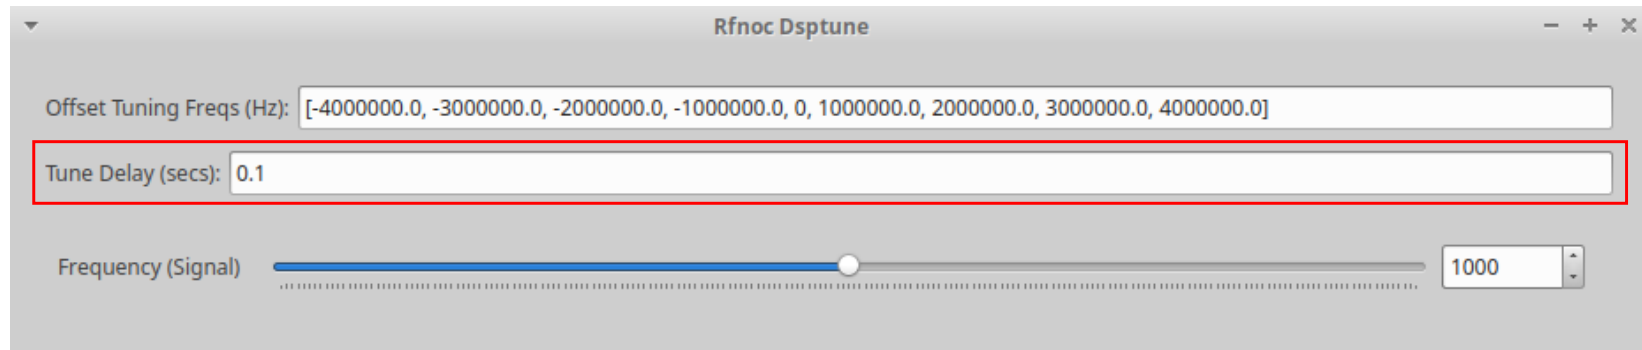 Rfnoc Dsptune
Offset Tuning Freqs (Hz): [-4000000.0, -3000000.0, -2000000.0, -1000000.0, 0, 1000000.0, 2000000.0, 3000000.0, 4000000.0]
Tune Delay (secs): 0.1
Frequency (Signal) 1000